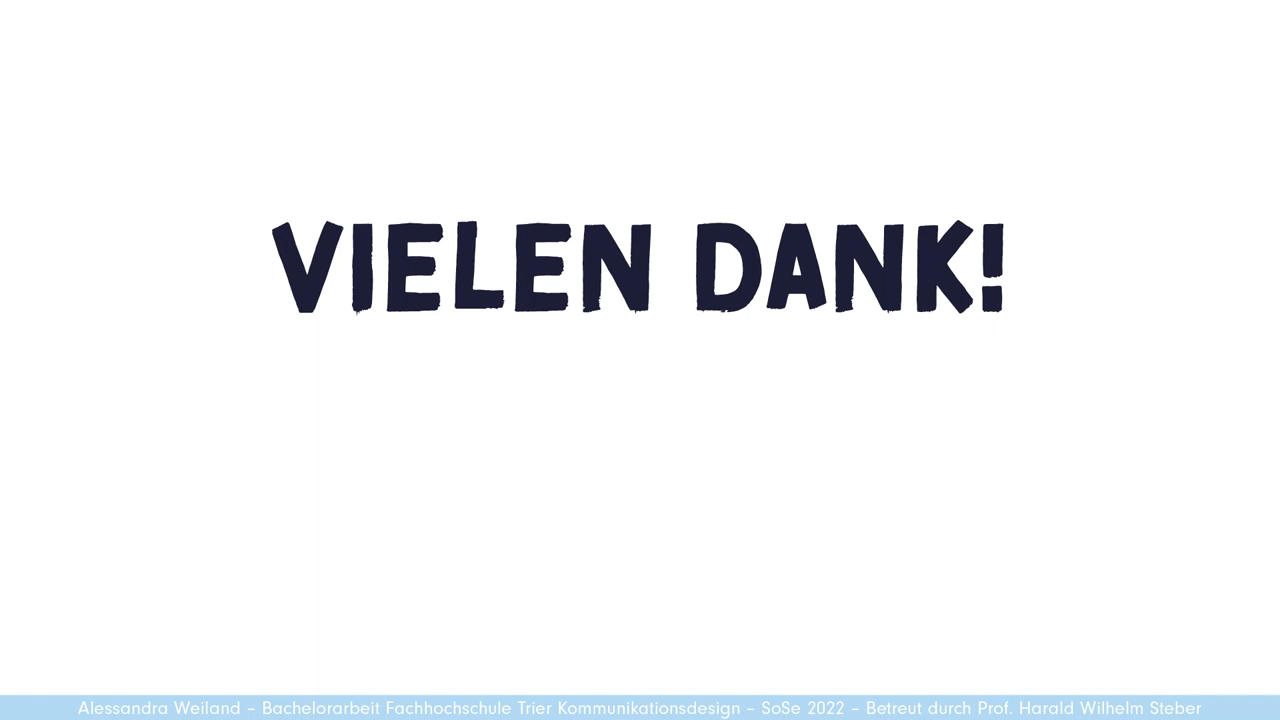 VIELEN DANK!
Alessandra Weiland – Bachelorarbeit Fachhochschule Trier Kommunikationsdesign – SoSe 2022 – Betreut durch Prof. Harald Wilhelm Steber